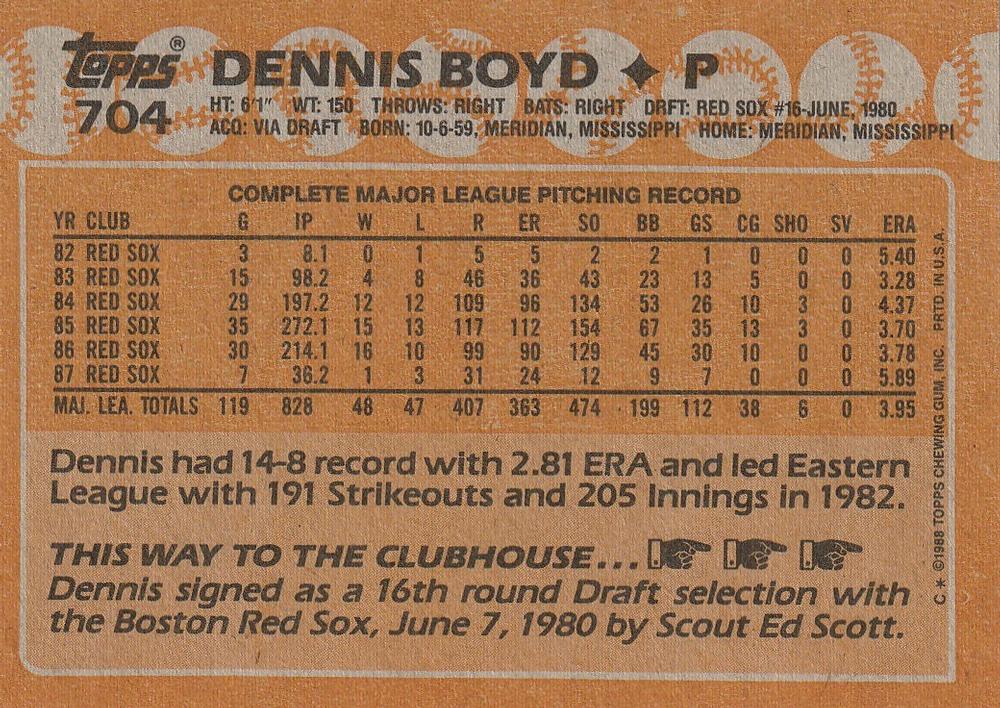 Topps® DENNIS BOYD ✦ P
704
HT: 6'1" WT: 150 THROWS: RIGHT BATS: RIGHT DRFT: RED SOX #16-JUNE, 1980
ACQ: VIA DRAFT BORN: 10-6-59, MERIDIAN, MISSISSIPPI HOME: MERIDIAN, MISSISSIPPI
COMPLETE MAJOR LEAGUE PITCHING RECORD
YR CLUB G IP W L R ER SO BB GS CG SHO SV ERA
82 RED SOX 3 8.1 0 1 5 5 2 2 1 0 0 0 5.40
83 RED SOX 15 98.2 4 8 46 36 43 23 13 5 0 0 3.28
84 RED SOX 29 197.2 12 12 109 96 134 53 26 10 3 0 4.37
85 RED SOX 35 272.1 15 13 117 112 154 67 35 13 3 0 3.70
86 RED SOX 30 214.1 16 10 99 90 129 45 30 10 0 0 3.78
87 RED SOX 7 36.2 1 3 31 24 12 9 7 0 0 0 5.89
MAJ. LEA. TOTALS 119 828 48 47 407 363 474 199 112 38 6 0 3.95
Dennis had 14-8 record with 2.81 ERA and led Eastern
League with 191 Strikeouts and 205 Innings in 1982.
THIS WAY TO THE CLUBHOUSE...
Dennis signed as a 16th round Draft selection with
the Boston Red Sox, June 7, 1980 by Scout Ed Scott.
C * ©1988 TOPPS CHEWING GUM, INC. PRTD. IN U.S.A.